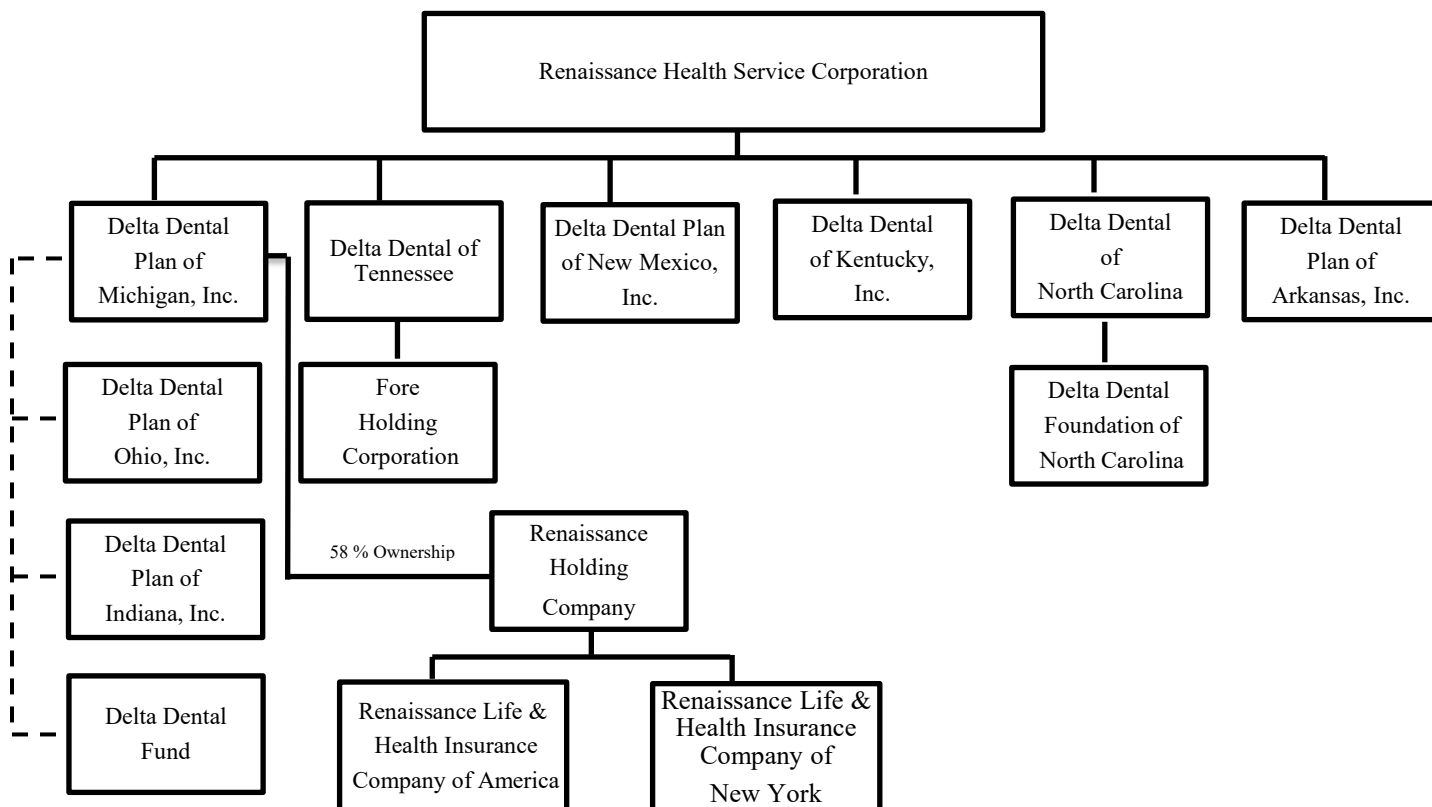 Renaissance Health Service Corporation
Delta Dental
Plan of
Michigan, Inc.
Delta Dental of
Tennessee
Delta Dental Plan
of New Mexico,
Inc.
Delta Dental
of Kentucky,
Inc.
Delta Dental
of
North Carolina
Delta Dental
Plan of
Arkansas, Inc.
Delta Dental
Plan of
Ohio, Inc.
Fore
Holding
Corporation
Delta Dental
Foundation of
North Carolina
Delta Dental
Plan of
Indiana, Inc.
58 % Ownership
Renaissance
Holding
Company
Delta Dental
Fund
Renaissance Life &
Health Insurance
Company of America
Renaissance Life &
Health Insurance
Company of
New York